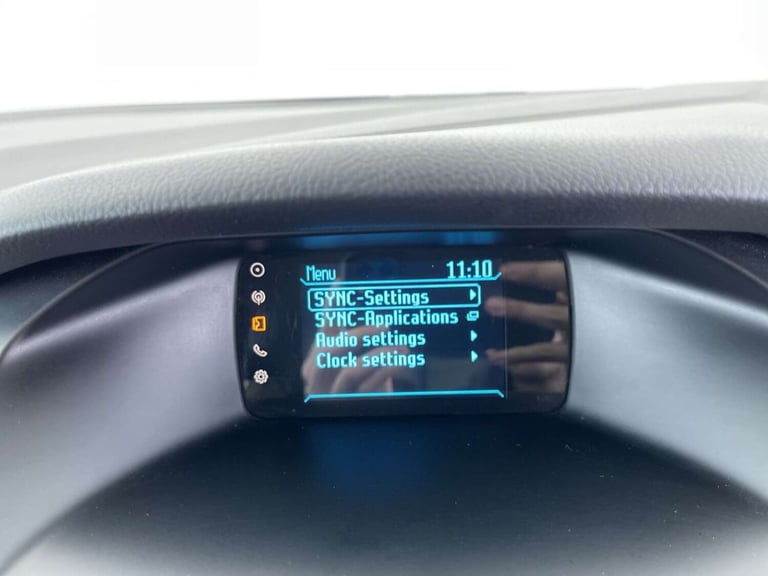 Menu 11:10
SYNC-Settings
SYNC-Applications
Audio settings
Clock settings